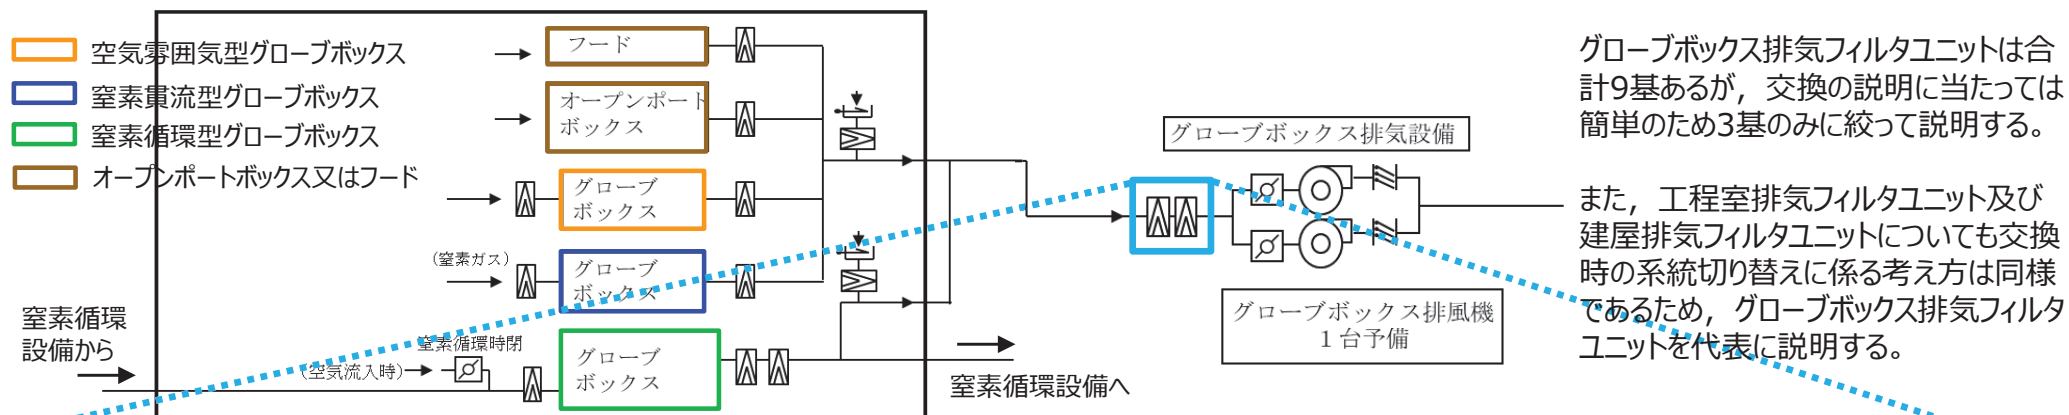 空気雰囲気型グローブボックス
窒素貫流型グローブボックス
窒素循環型グローブボックス
オープンポートボックス又はフード
フード
オープンポート
ボックス
グローブ
ボックス
(窒素ガス)
グローブ
ボックス
窒素循環
設備から
窒素循環時閉
(空気流入時)
グローブ
ボックス
窒素循環設備へ
グローブボックス排気設備
グローブボックス排風機
1台予備
グローブボックス排気フィルタユニットは合
計9基あるが，交換の説明に当たっては
簡単のため3基のみに絞って説明する。
また，工程室排気フィルタユニット及び
建屋排気フィルタユニットについても交換
時の系統切り替えに係る考え方は同様
であるため，グローブボックス排気フィルタ
ユニットを代表に説明する。